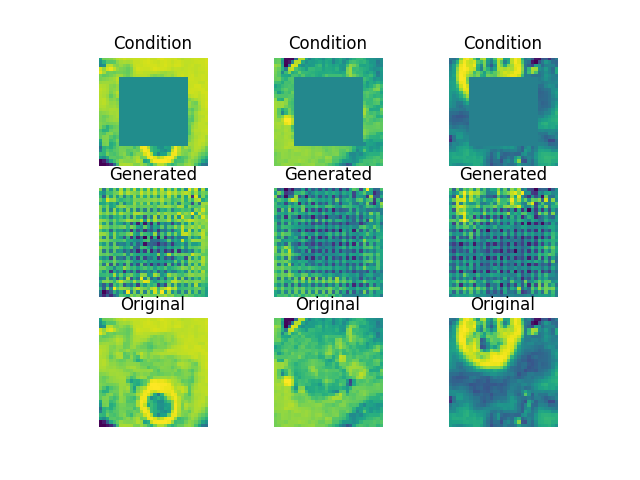 Condition Condition Condition
Generated Generated Generated
Original Original Original